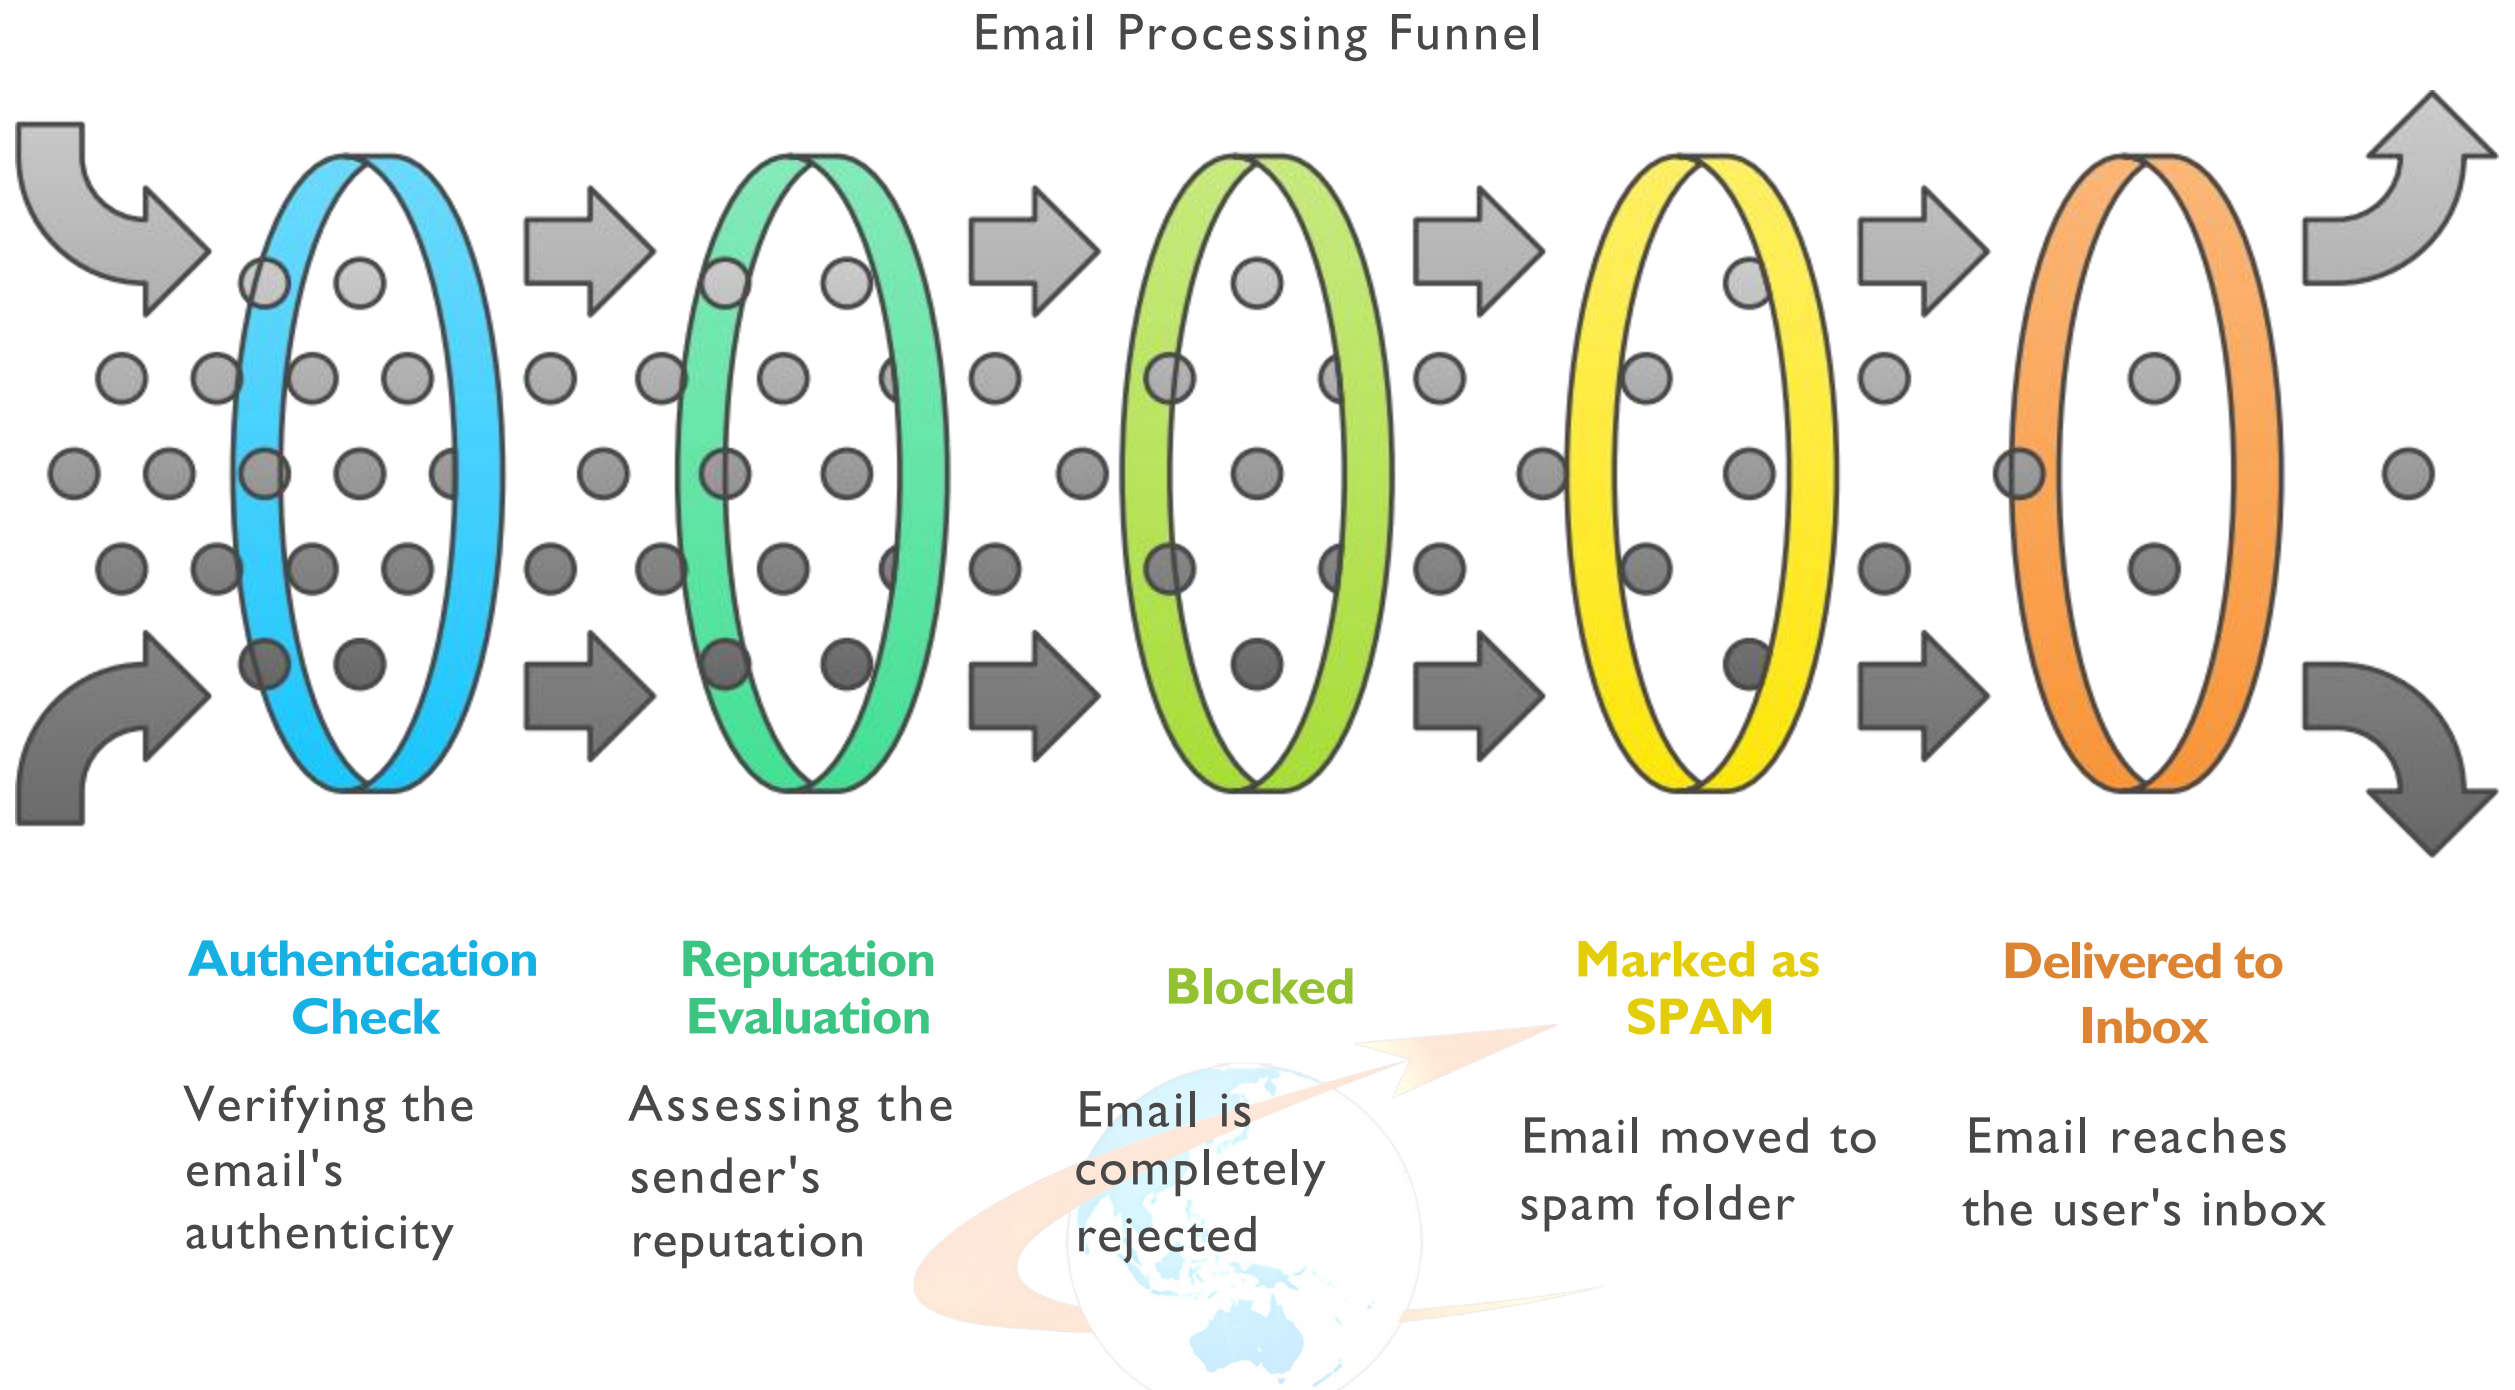 Email Processing Funnel
Authentication
Check
Verifying the
email's
authenticity
Reputation
Evaluation
Assessing the
sender's
reputation
Blocked
Email is
completely
rejected
Marked as
SPAM
Email moved to
spam folder
Delivered to
Inbox
Email reaches
the user's inbox